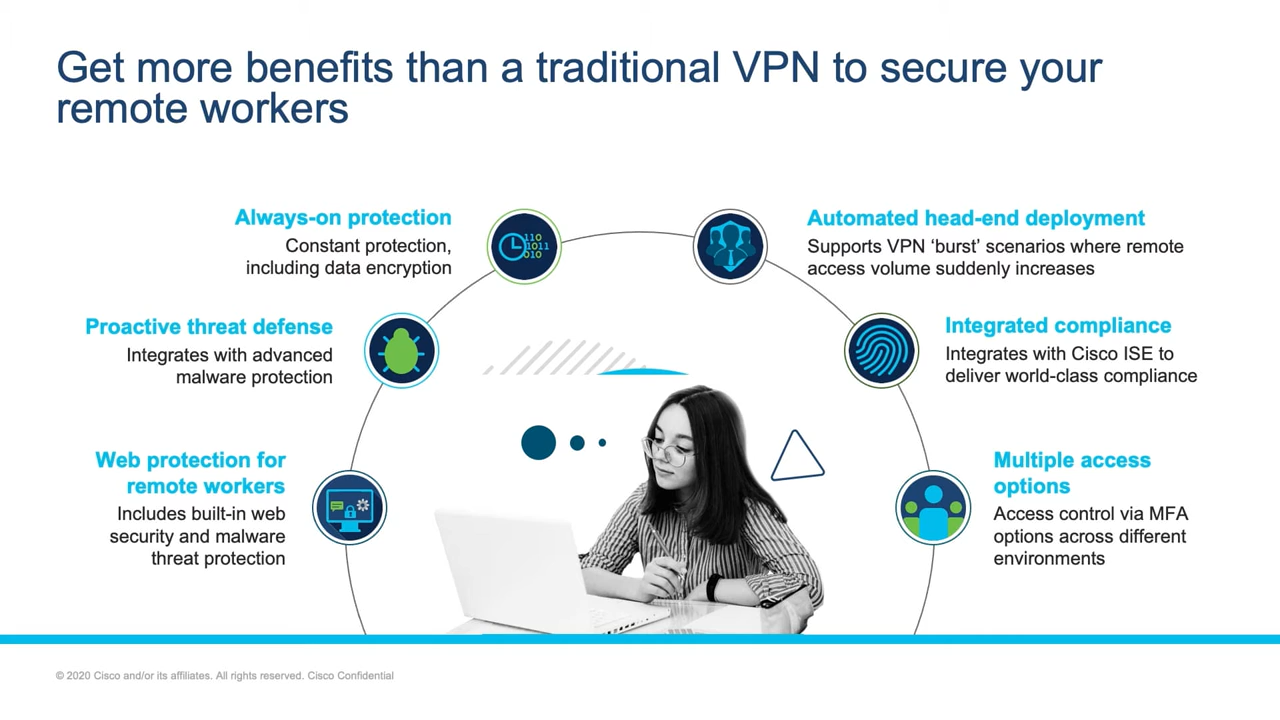 Get more benefits than a traditional VPN to secure your
remote workers
Always-on protection
Constant protection,
including data encryption
110
1011
010
Automated head-end deployment
Supports VPN ‘burst’ scenarios where remote
access volume suddenly increases
Proactive threat defense
Integrates with advanced
malware protection
Integrated compliance
Integrates with Cisco ISE to
deliver world-class compliance
Web protection for
remote workers
Includes built-in web
security and malware
threat protection
Multiple access
options
Access control via MFA
options across different
environments
© 2020 Cisco and/or its affiliates. All rights reserved. Cisco Confidential